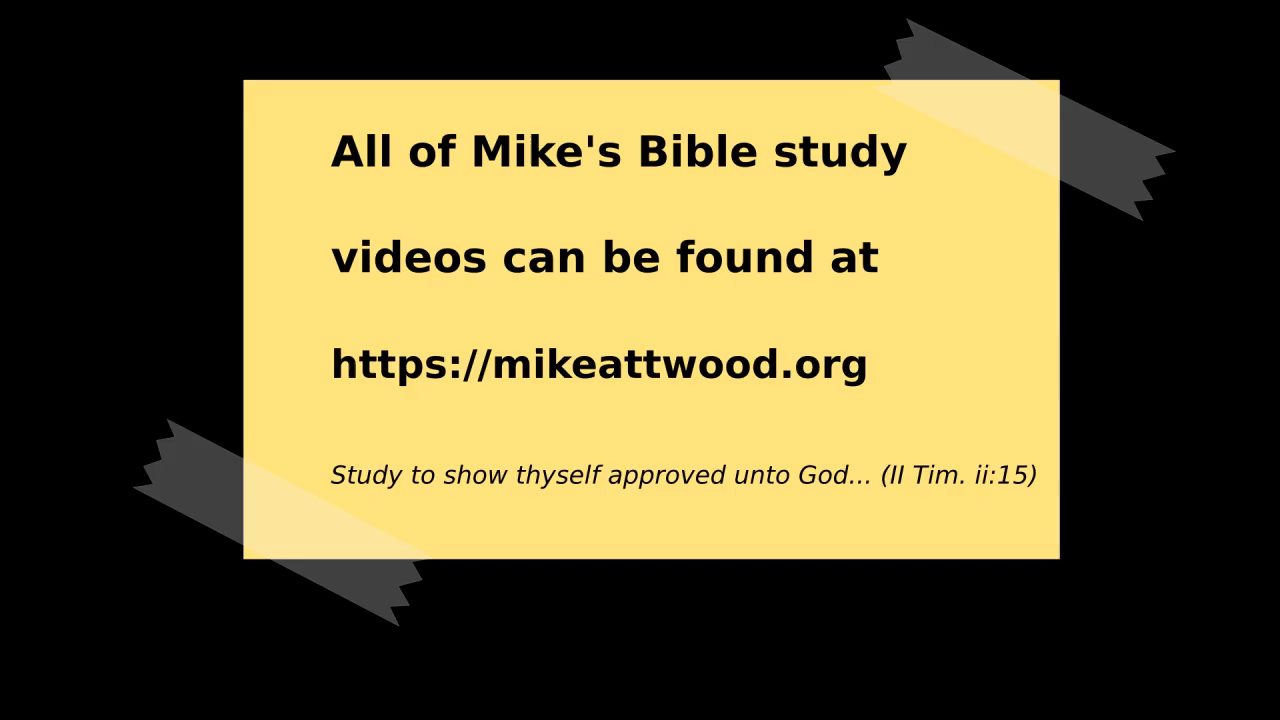 All of Mike's Bible study
videos can be found at
https://mikeattwood.org
Study to show thyself approved unto God... (II Tim. ii:15)